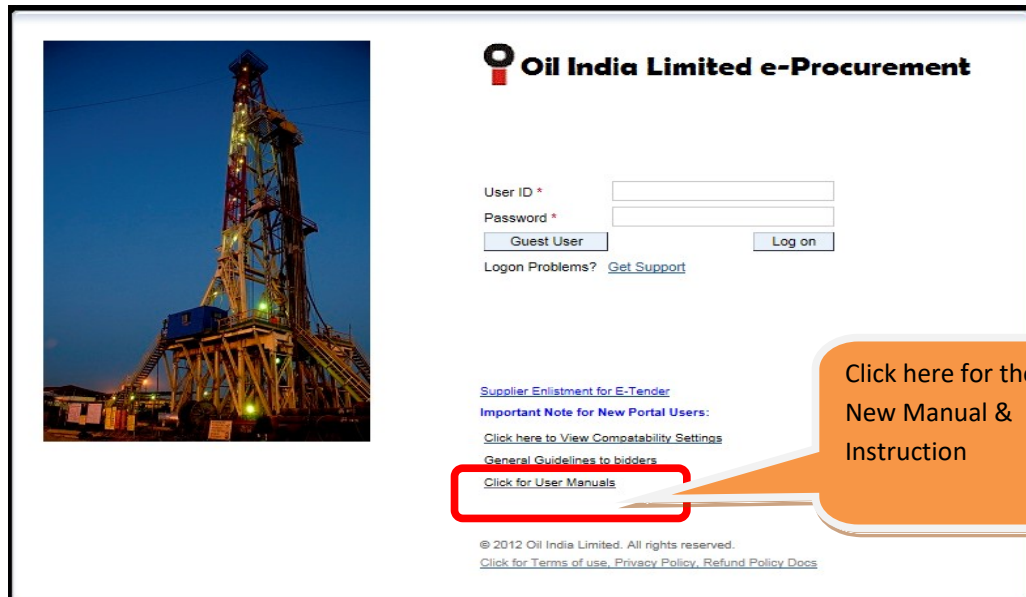 Oil India Limited e-Procurement
User ID *
Password *
Guest User Log on
Logon Problems? Get Support
Supplier Enlistment for E-Tender
Important Note for New Portal Users:
Click here to View Compatability Settings
General Guidelines to bidders
Click for User Manuals
Click here for the
New Manual &
Instruction
© 2012 Oil India Limited. All rights reserved.
Click for Terms of use, Privacy Policy, Refund Policy Docs